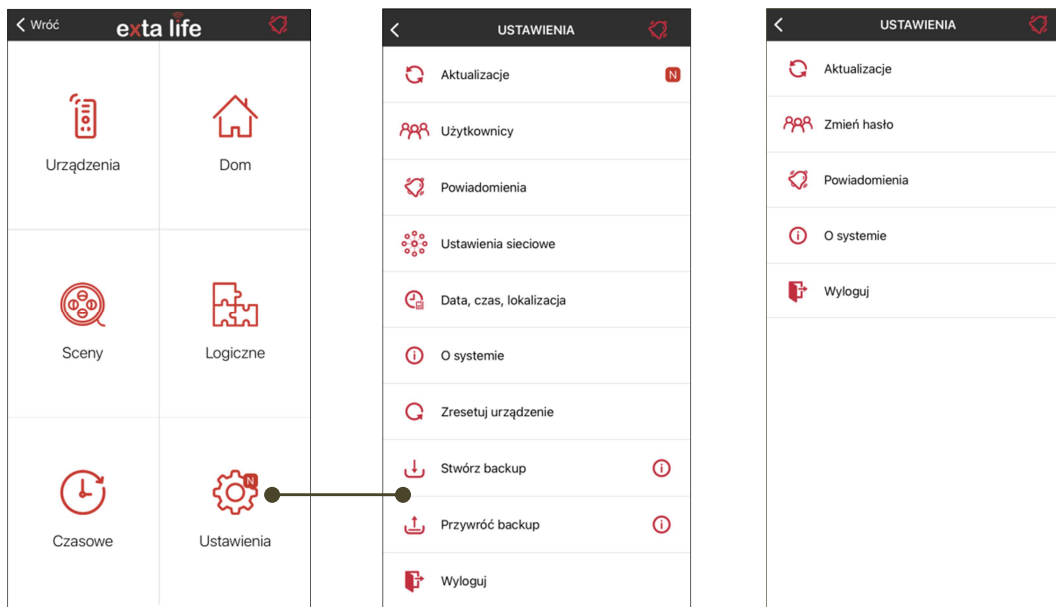 Wróć
exta life
Urządzenia
Dom
Sceny
Logiczne
N
Czasowe
Ustawienia
USTAWIENIA
Aktualizacje
N
Użytkownicy
Powiadomienia
Ustawienia sieciowe
Data, czas, lokalizacja
O systemie
Zresetuj urządzenie
Stwórz backup
Przywróć backup
Wyloguj
USTAWIENIA
Aktualizacje
Zmień hasło
Powiadomienia
O systemie
Wyloguj